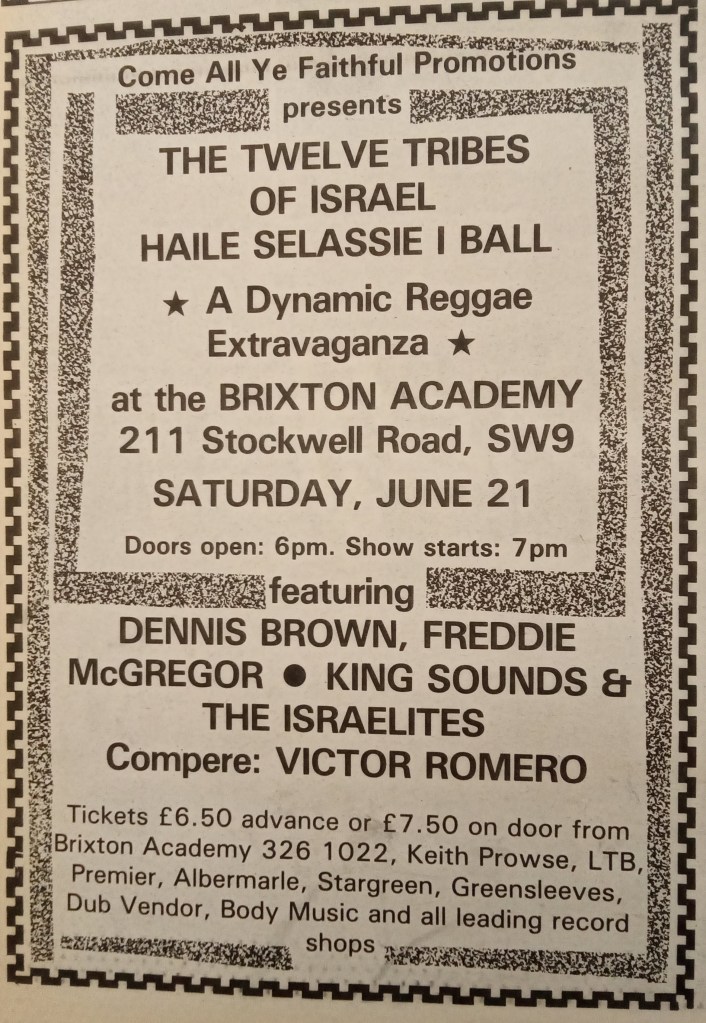 Come All Ye Faithful Promotions
presents
THE TWELVE TRIBES
OF ISRAEL
HAILE SELASSIE I BALL
★ A Dynamic Reggae
Extravaganza ★
at the BRIXTON ACADEMY
211 Stockwell Road, SW9
SATURDAY, JUNE 21
Doors open: 6pm. Show starts: 7pm
featuring
DENNIS BROWN, FREDDIE
McGREGOR ● KING SOUNDS &
THE ISRAELITES
Compere: VICTOR ROMERO
Tickets £6.50 advance or £7.50 on door from
Brixton Academy 326 1022, Keith Prowse, LTB,
Premier, Albermarle, Stargreen, Greensleeves,
Dub Vendor, Body Music and all leading record
shops